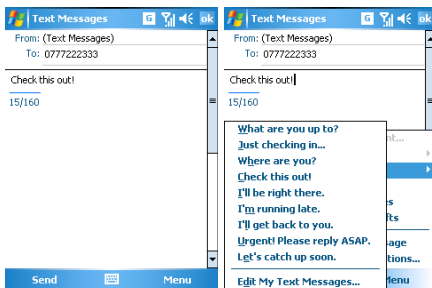 Text Messages
G
ok
From: (Text Messages)
To: 0777222333
Check this out!
15/160
Send
Menu
Text Messages
G
ok
From: (Text Messages)
To: 0777222333
Check this out!
15/160
What are you up to?
Just checking in...
Where are you?
Check this out!
I'll be right there.
I'm running late.
I'll get back to you.
Urgent! Please reply ASAP.
Let's catch up soon.
Edit My Text Messages...
Menu